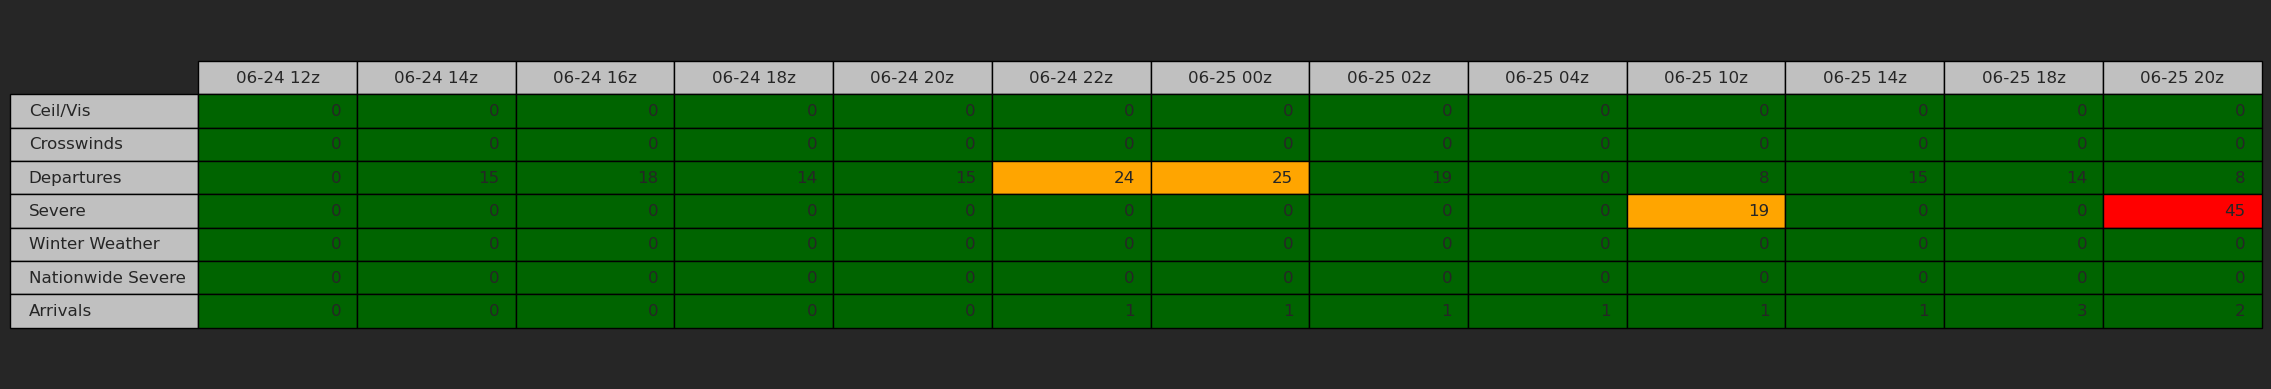 06-24 12z 06-24 14z 06-24 16z 06-24 18z 06-24 20z 06-24 22z 06-25 00z 06-25 02z 06-25 04z 06-25 10z 06-25 14z 06-25 18z 06-25 20z
Ceil/Vis 0 0 0 0 0 0 0 0 0 0 0 0 0
Crosswinds 0 0 0 0 0 0 0 0 0 0 0 0 0
Departures 0 15 18 14 15 24 25 19 0 8 15 14 8
Severe 0 0 0 0 0 0 0 0 0 19 0 0 45
Winter Weather 0 0 0 0 0 0 0 0 0 0 0 0 0
Nationwide Severe 0 0 0 0 0 0 0 0 0 0 0 0 0
Arrivals 0 0 0 0 0 1 1 1 1 1 1 3 2